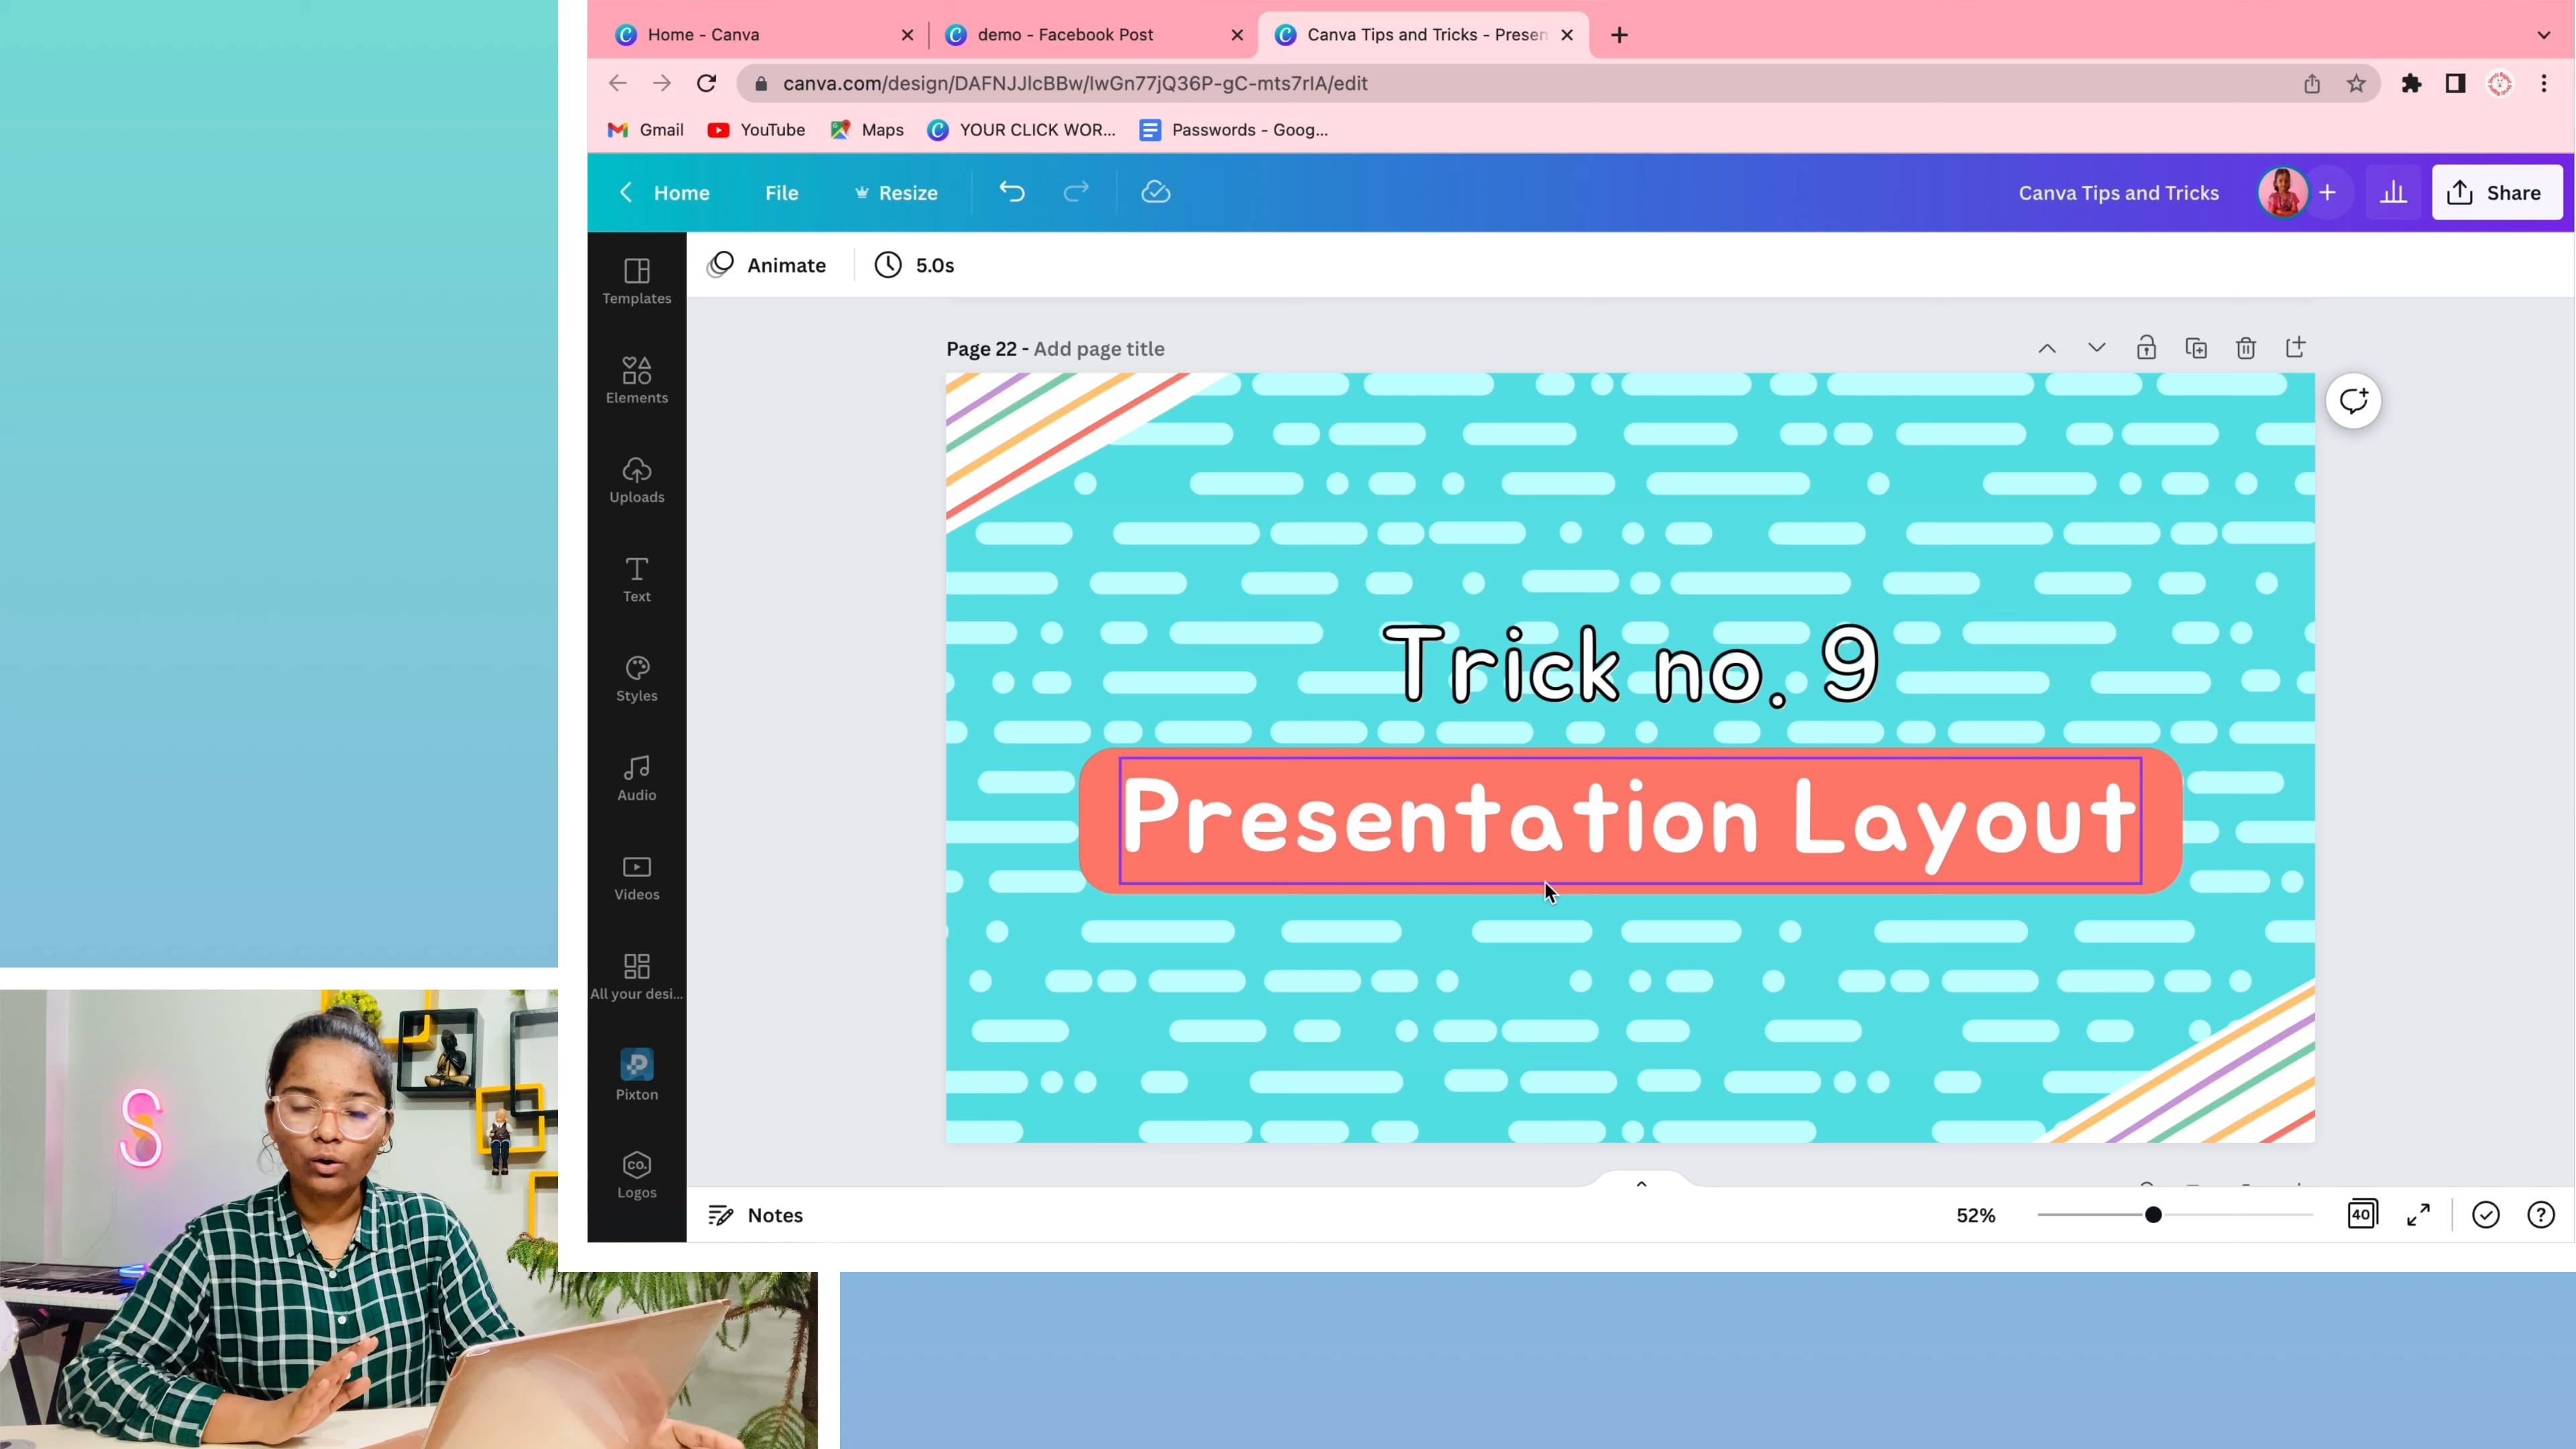 Home - Canva
demo - Facebook Post
Canva Tips and Tricks - Presen
canva.com/design/DAFNJJlcBBw/lwGn77jQ36P-gC-mts7rIA/edit
Gmail
YouTube
Maps
YOUR CLICK WOR...
Passwords - Goog...
Home
File
Resize
Canva Tips and Tricks
Share
Animate
5.0s
Templates
Elements
Uploads
Text
Styles
Audio
Videos
All your desi...
Pixton
CO.
Logos
Page 22 - Add page title
Trick no. 9
Presentation Layout
S
Notes
52%
40